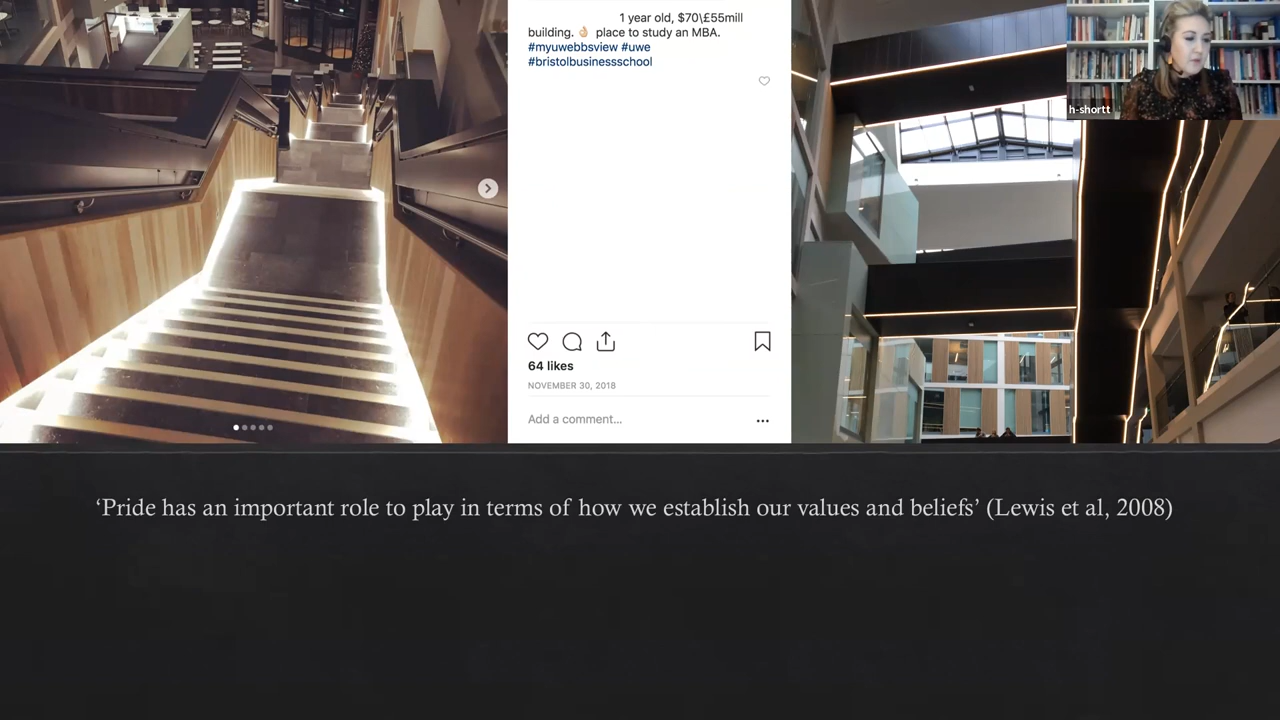 1 year old, $70\£55mill
building. 👌🏼 place to study an MBA.
#myuwebbsview #uwe
#bristolbusinessschool
64 likes
NOVEMBER 30, 2018
Add a comment...
h-shortt
‘Pride has an important role to play in terms of how we establish our values and beliefs’ (Lewis et al, 2008)